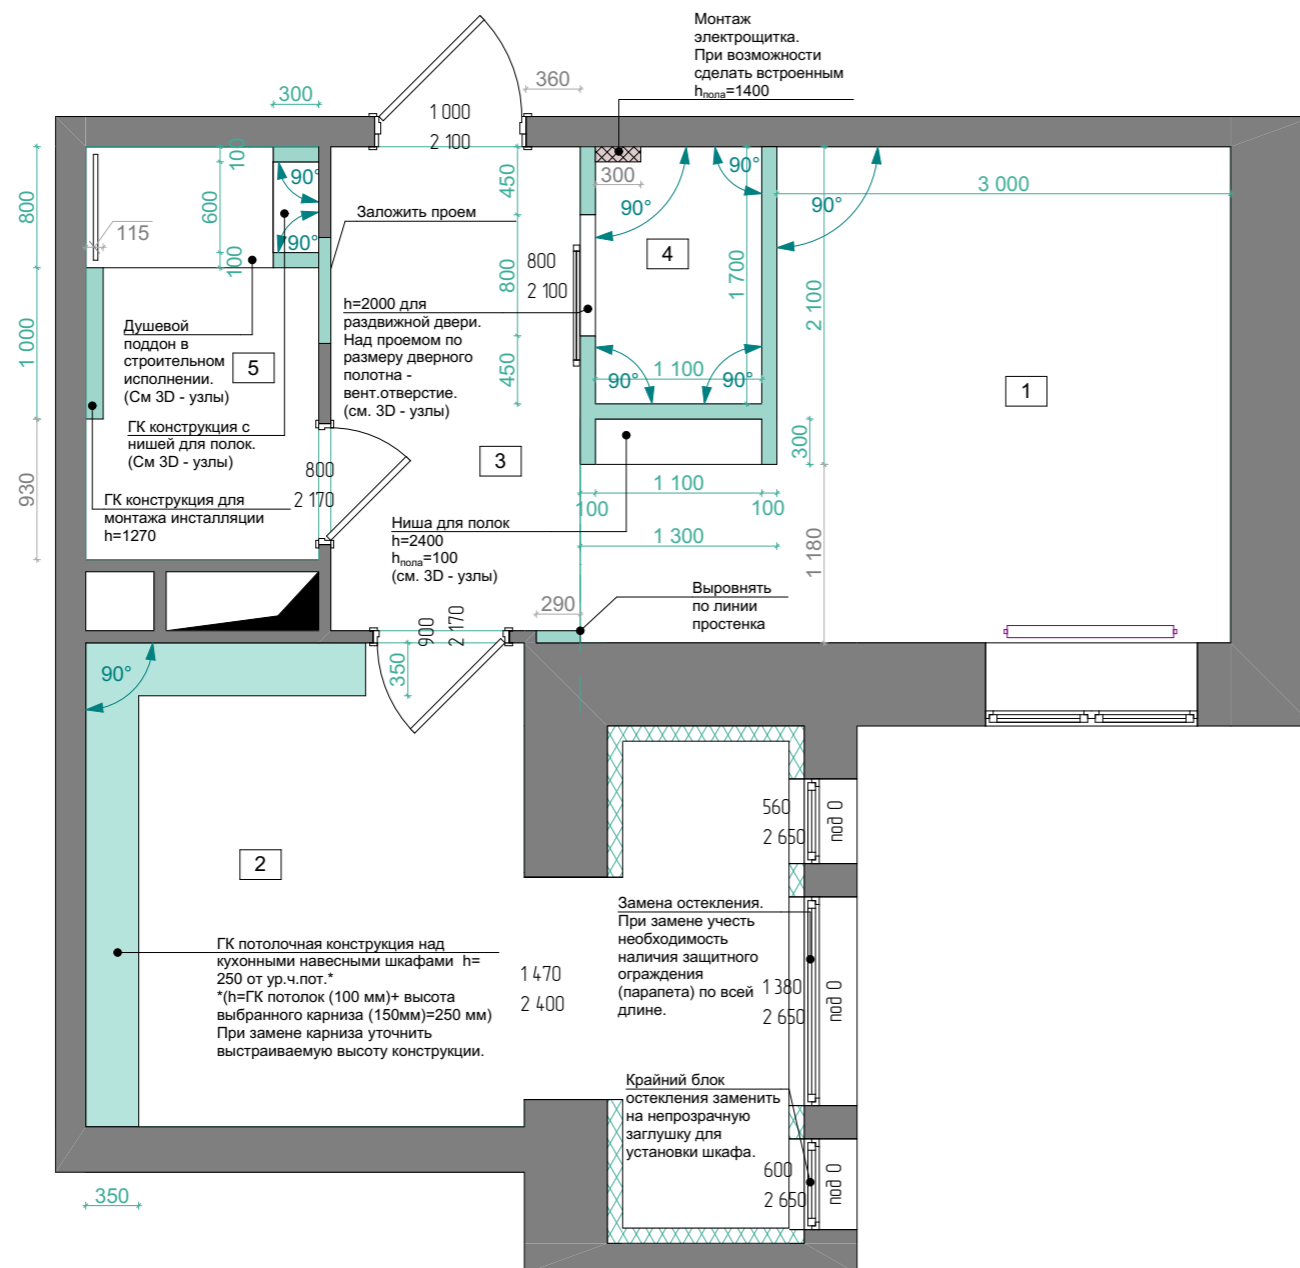 Монтаж
электрощитка.
При возможности
сделать встроенным
hпола=1400
360
300
1 000
2 100
100
90°
600
90°
100
800
115
1 000
930
Заложить проем
450
800
450
800
2 100
300
90°
90°
4
1 700
1 100
90°
90°
90°
3 000
2 100
1
h=2000 для
раздвижной двери.
Над проемом по
размеру дверного
полотна -
вент.отверстие.
(см. 3D - узлы)
Душевой
поддон в
строительном
исполнении.
(См 3D - узлы)
5
ГК конструкция с
нишей для полок.
(См 3D - узлы)
ГК конструкция для
монтажа инсталляции
h=1270
800
2 170
3
Ниша для полок
h=2400
hпола=100
(см. 3D - узлы)
300
1 100
100
100
1 300
1 180
290
Выровнять
по линии
простенка
900
2 170
350
90°
2
ГК потолочная конструкция над
кухонными навесными шкафами h=
250 от ур.ч.пот.*
*(h=ГК потолок (100 мм)+ высота
выбранного карниза (150мм)=250 мм)
При замене карниза уточнить
выстраиваемую высоту конструкции.
1 470
2 400
560
2 650
под 0
Замена остекления.
При замене учесть
необходимость
наличия защитного
ограждения
(парапета) по всей
длине.
1 380
2 650
под 0
Крайний блок
остекления заменить
на непрозрачную
заглушку для
установки шкафа.
600
2 650
под 0
350